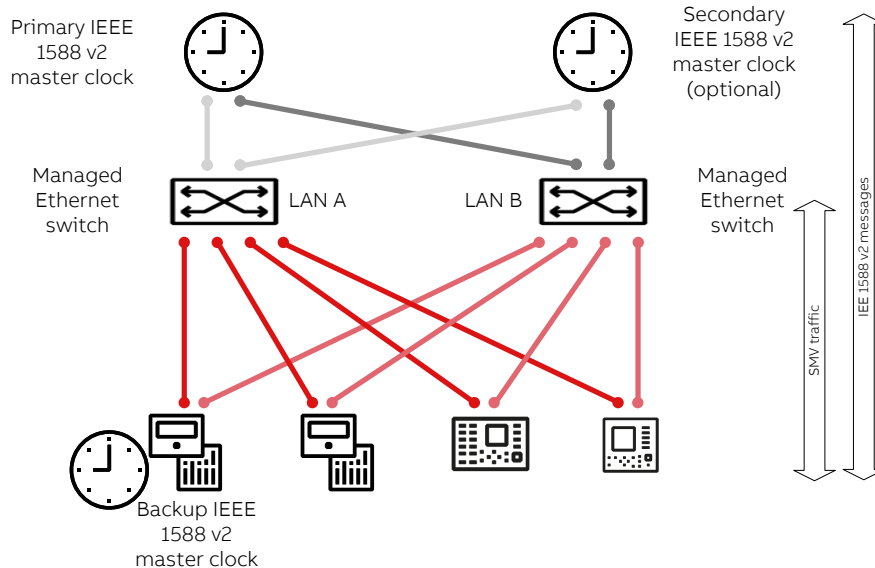 Primary IEEE
1588 v2
master clock
Secondary
IEEE 1588 v2
master clock
(optional)
Managed
Ethernet
switch
LAN A
LAN B
Managed
Ethernet
switch
SMV traffic
IEE 1588 v2 messages
Backup IEEE
1588 v2
master clock